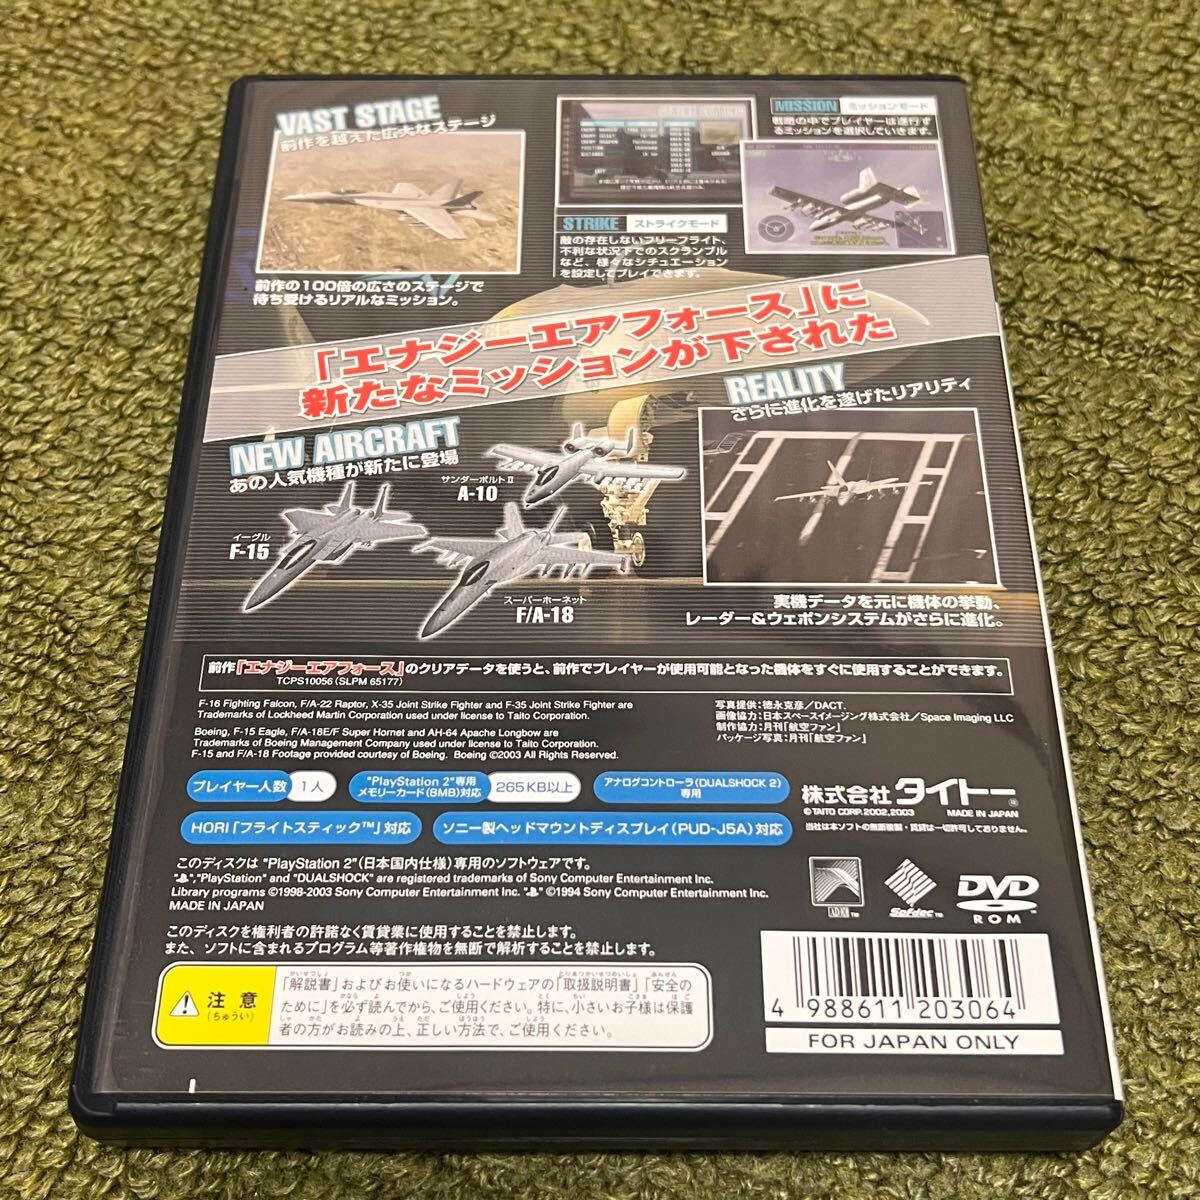 VAST STAGE
前作を越えた広大なステージ
前作の100倍の広さのステージで
待ち受けるリアルなミッション。
MISSION ミッションモード
戦略の中でプレイヤーは遂行す
るミッションを選択していきます。
STRIKE ストライクモード
敵の存在しないフリーフライト、
不利な状況下でのスクランブル
など、様々なシチュエーション
を設定してプレイできます。
「エナジーエアフォース」に
新たなミッションが下された
NEW AIRCRAFT
あの人気機種が新たに登場
サンダーボルトⅡ
A-10
イーグル
F-15
スーパーホーネット
F/A-18
REALITY
さらに進化を遂げたリアリティ
実機データを元に機体の挙動、
レーダー&ウェポンシステムがさらに進化。
前作「エナジーエアフォース」のクリアデータを使うと、前作でプレイヤーが使用可能となった機体をすぐに使用することができます。
TCPS10056 (SLPM 65177)
F-16 Fighting Falcon, F/A-22 Raptor, X-35 Joint Strike Fighter and F-35 Joint Strike Fighter are
Trademarks of Lockheed Martin Corporation used under license to Taito Corporation.
Boeing, F-15 Eagle, F/A-18E/F Super Hornet and AH-64 Apache Longbow are
Trademarks of Boeing Management Company used under license to Taito Corporation.
F-15 and F/A-18 Footage provided courtesy of Boeing. Boeing ©2003 All Rights Reserved.
写真提供:徳永克彦/DACT.
画像協力:日本スペースイメージング株式会社/Space Imaging LLC
制作協力:月刊「航空ファン」
パッケージ写真:月刊「航空ファン」
プレイヤー人数 1人
"PlayStation 2"専用
メモリーカード(8MB)対応 265KB以上
アナログコントローラ(DUALSHOCK 2)
専用
HORI「フライトスティック™」対応
ソニー製ヘッドマウントディスプレイ(PUD-J5A)対応
株式会社 タイトー
© TAITO CORP. 2002,2003 MADE IN JAPAN
当社は本ソフトの無断複製・賃貸は一切許可しておりません。
このディスクは "PlayStation 2"(日本国内仕様)専用のソフトウェアです。
"","PlayStation" and "DUALSHOCK" are registered trademarks of Sony Computer Entertainment Inc.
Library programs ©1998-2003 Sony Computer Entertainment Inc. "" ©1994 Sony Computer Entertainment Inc.
MADE IN JAPAN
このディスクを権利者の許諾なく賃貸業に使用することを禁止します。
また、ソフトに含まれるプログラム等著作権物を無断で解析することを禁止します。
ADX™
Sofdec™
DVD
ROM
注意
(ちゅうい)
「解説書」およびお使いになるハードウェアの「取扱説明書」「安全の
ために」を必ず読んでから、ご使用ください。特に、小さいお子様は保護
者の方がお読みの上、正しい方法で、ご使用ください。
4 988611 203064
FOR JAPAN ONLY